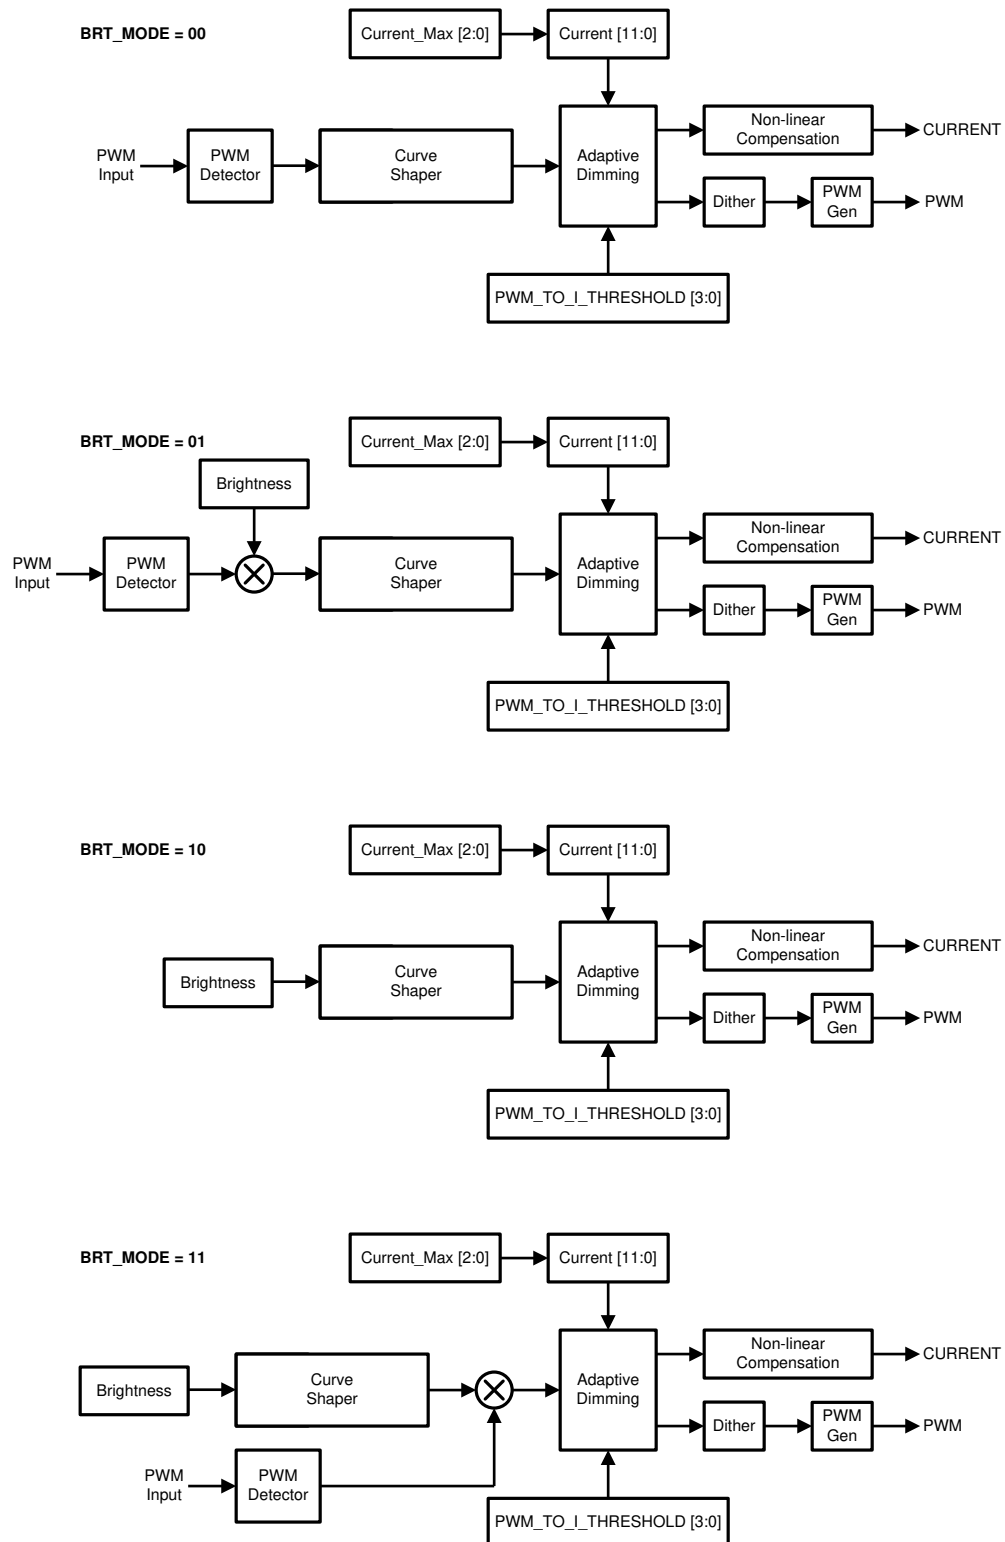 BRT_MODE = 00
Current_Max [2:0]
Current [11:0]
PWM
Input
PWM
Detector
Curve
Shaper
Adaptive
Dimming
Non-linear
Compensation
CURRENT
Dither
PWM
Gen
PWM
PWM_TO_I_THRESHOLD [3:0]
BRT_MODE = 01
Current_Max [2:0]
Current [11:0]
Brightness
PWM
Input
PWM
Detector
Curve
Shaper
Adaptive
Dimming
Non-linear
Compensation
CURRENT
Dither
PWM
Gen
PWM
PWM_TO_I_THRESHOLD [3:0]
BRT_MODE = 10
Current_Max [2:0]
Current [11:0]
Brightness
Curve
Shaper
Adaptive
Dimming
Non-linear
Compensation
CURRENT
Dither
PWM
Gen
PWM
PWM_TO_I_THRESHOLD [3:0]
BRT_MODE = 11
Current_Max [2:0]
Current [11:0]
Brightness
Curve
Shaper
Adaptive
Dimming
Non-linear
Compensation
CURRENT
Dither
PWM
Gen
PWM
PWM
Input
PWM
Detector
PWM_TO_I_THRESHOLD [3:0]